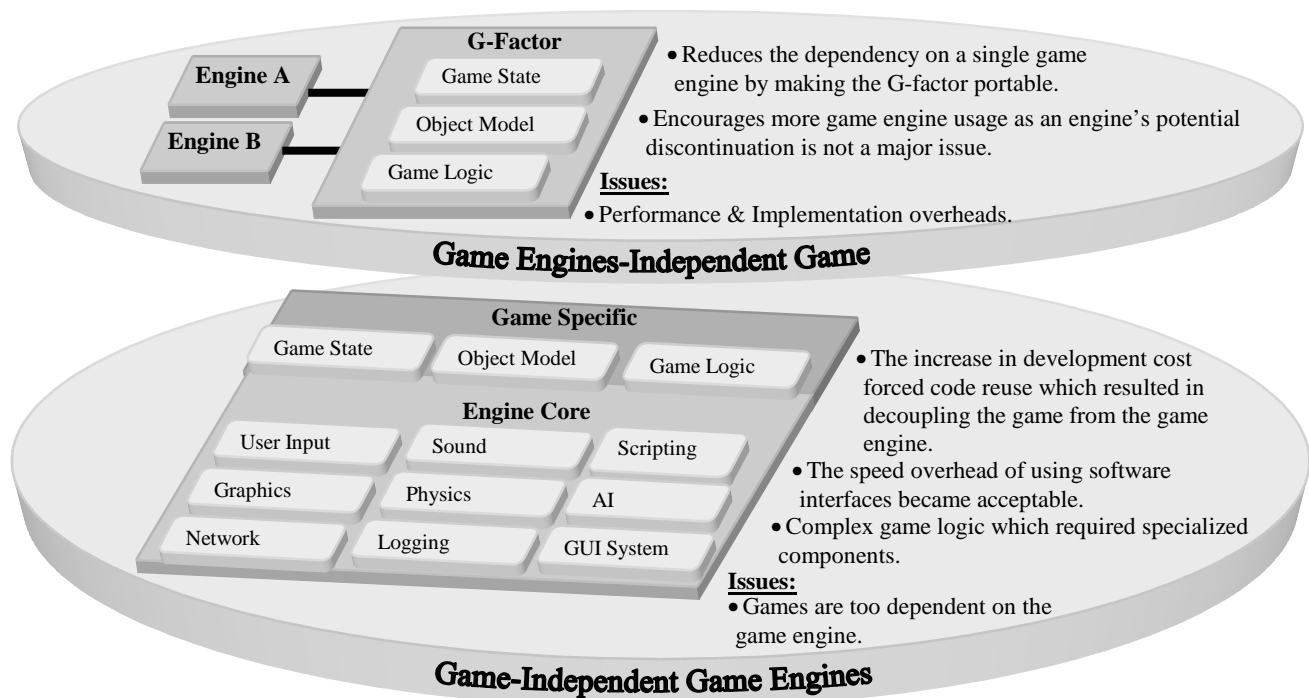 G-Factor
Engine A
Engine B
Game State
Object Model
Game Logic
• Reduces the dependency on a single game
engine by making the G-factor portable.
• Encourages more game engine usage as an engine's potential
discontinuation is not a major issue.
Issues:
• Performance & Implementation overheads.
Game Engines-Independent Game
Game Specific
Game State
Object Model
Game Logic
Engine Core
User Input
Sound
Scripting
Graphics
Physics
AI
Network
Logging
GUI System
• The increase in development cost
forced code reuse which resulted in
decoupling the game from the game
engine.
• The speed overhead of using software
interfaces became acceptable.
• Complex game logic which required specialized
components.
Issues:
• Games are too dependent on the
game engine.
Game-Independent Game Engines